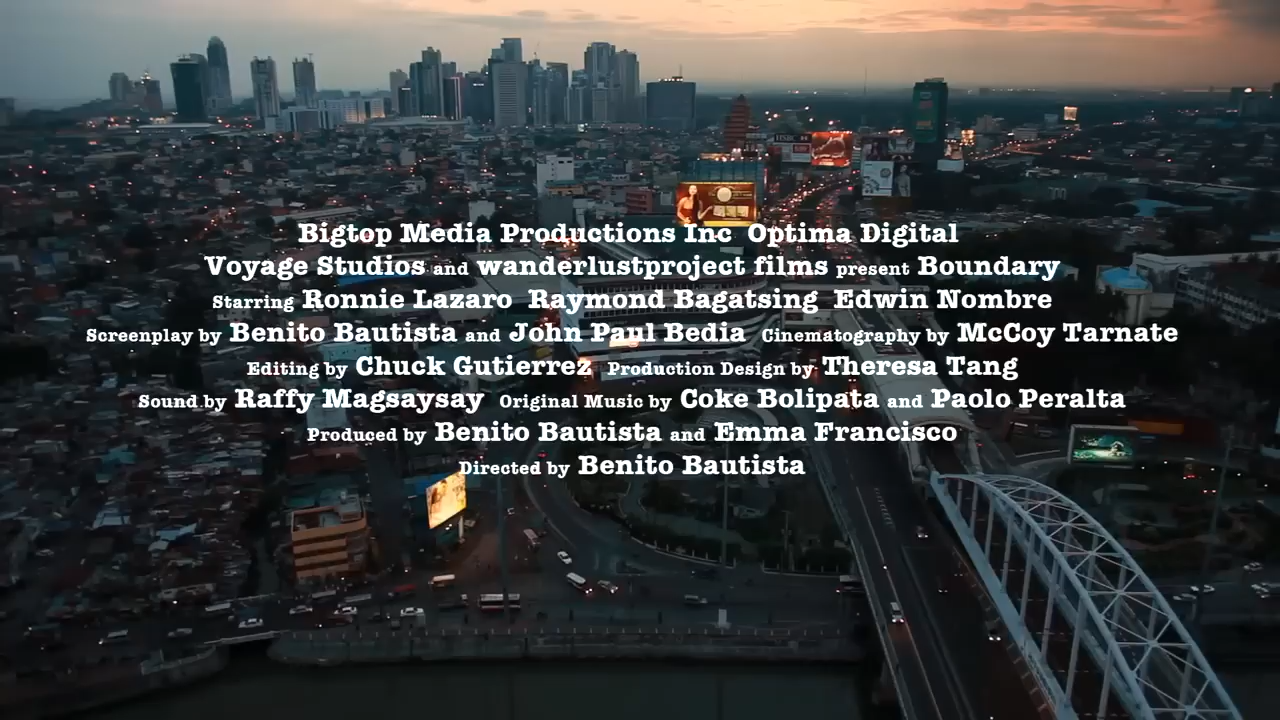 HSBC
Bigtop Media Productions Inc Optima Digital
Voyage Studios and wanderlustproject films present Boundary
Starring Ronnie Lazaro Raymond Bagatsing Edwin Nombre
Screenplay by Benito Bautista and John Paul Bedia Cinematography by McCoy Tarnate
Editing by Chuck Gutierrez Production Design by Theresa Tang
Sound by Raffy Magsaysay Original Music by Coke Bolipata and Paolo Peralta
Produced by Benito Bautista and Emma Francisco
Directed by Benito Bautista